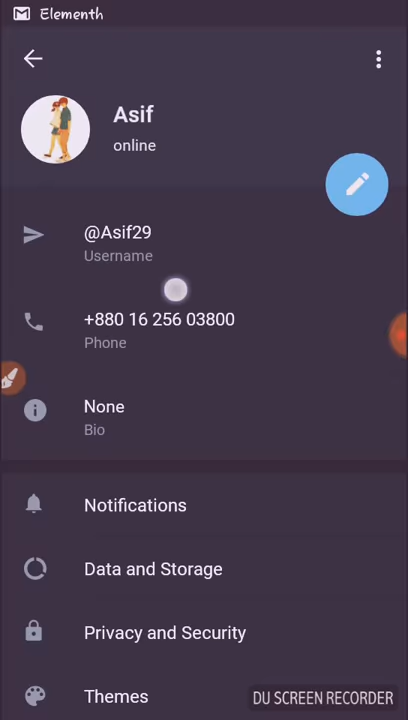 Elementh
Asif
online
@Asif29
Username
+880 16 256 03800
Phone
None
Bio
Notifications
Data and Storage
Privacy and Security
Themes
DU SCREEN RECORDER